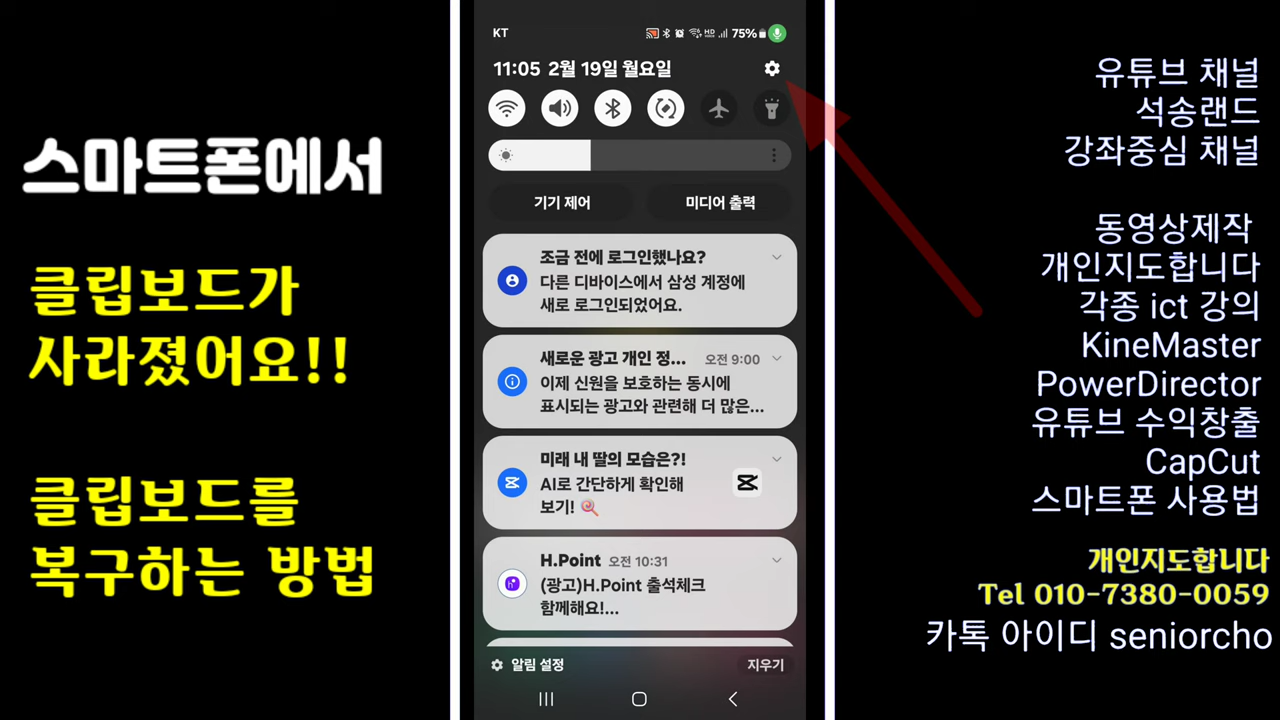 스마트폰에서
클립보드가
사라졌어요!!
클립보드를
복구하는 방법
KT
75%
11:05 2월 19일 월요일
기기 제어
미디어 출력
조금 전에 로그인했나요?
다른 디바이스에서 삼성 계정에
새로 로그인되었어요.
새로운 광고 개인 정... 오전 9:00
이제 신원을 보호하는 동시에
표시되는 광고와 관련해 더 많은...
미래 내 딸의 모습은?!
AI로 간단하게 확인해
보기!
H.Point 오전 10:31
(광고)H.Point 출석체크
함께해요!...
알림 설정
지우기
유튜브 채널
석송랜드
강좌중심 채널
동영상제작
개인지도합니다
각종 ict 강의
KineMaster
PowerDirector
유튜브 수익창출
CapCut
스마트폰 사용법
개인지도합니다
Tel 010-7380-0059
카톡 아이디 seniorcho